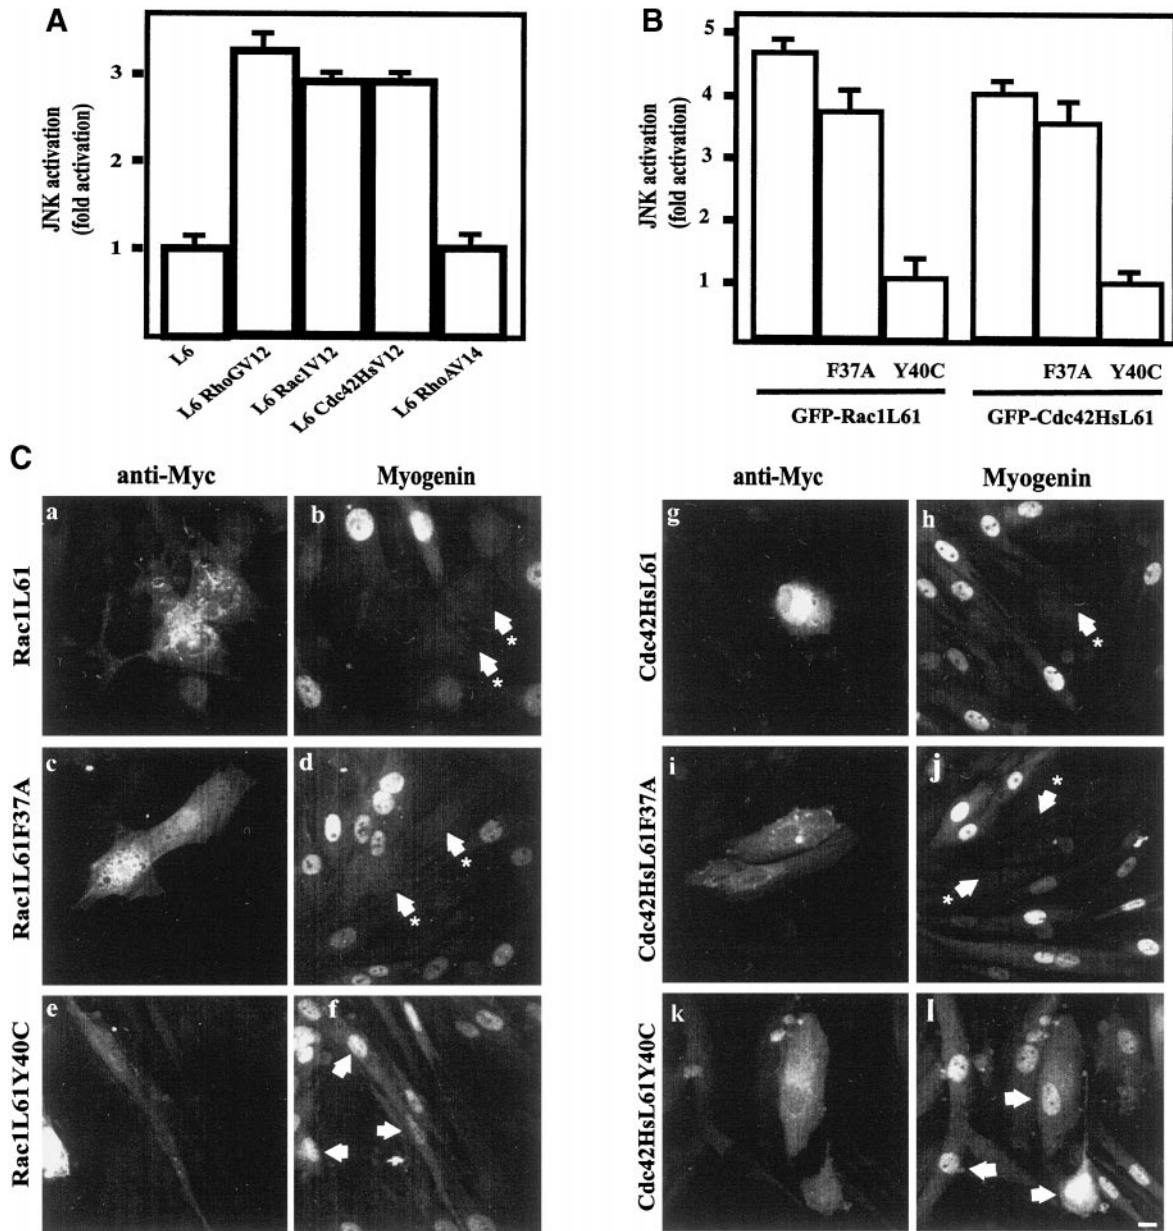 A
JNK activation
(fold activation)
3
2
1
L6
L6 RhoGV12
L6 Rac1V12
L6 Cdc42HsV12
L6 RhoAV14
B
JNK activation
(fold activation)
5
4
3
2
1
F37A Y40C F37A Y40C
GFP-Rac1L61 GFP-Cdc42HsL61
C
anti-Myc Myogenin anti-Myc Myogenin
Rac1L61
a b
* *
Cdc42HsL61
g h
*
Rac1L61F37A
c d
* *
Cdc42HsL61F37A
i j
* *
Rac1L61Y40C
e f
Cdc42HsL61Y40C
k l